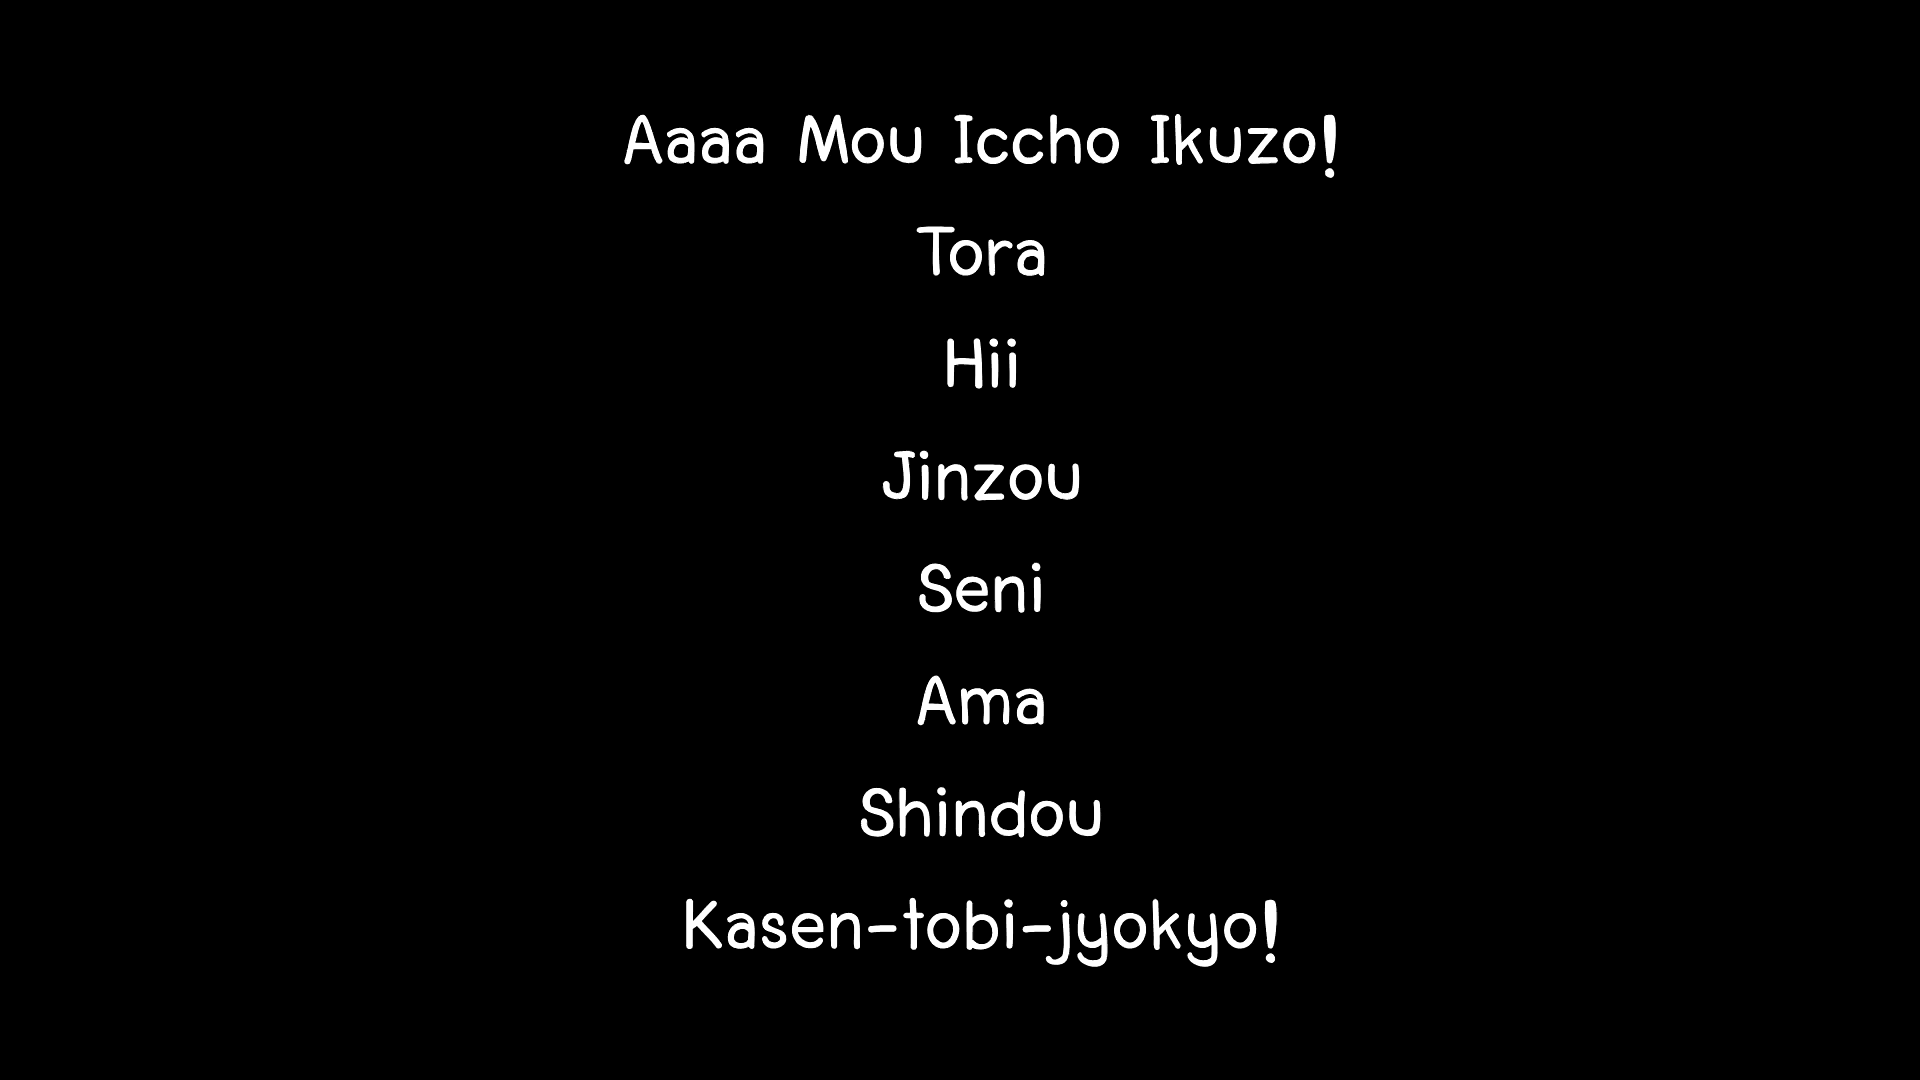 Aaaa Mou Iccho Ikuzo!
Tora
Hii
Jinzou
Seni
Ama
Shindou
Kasen-tobi-jyokyo!